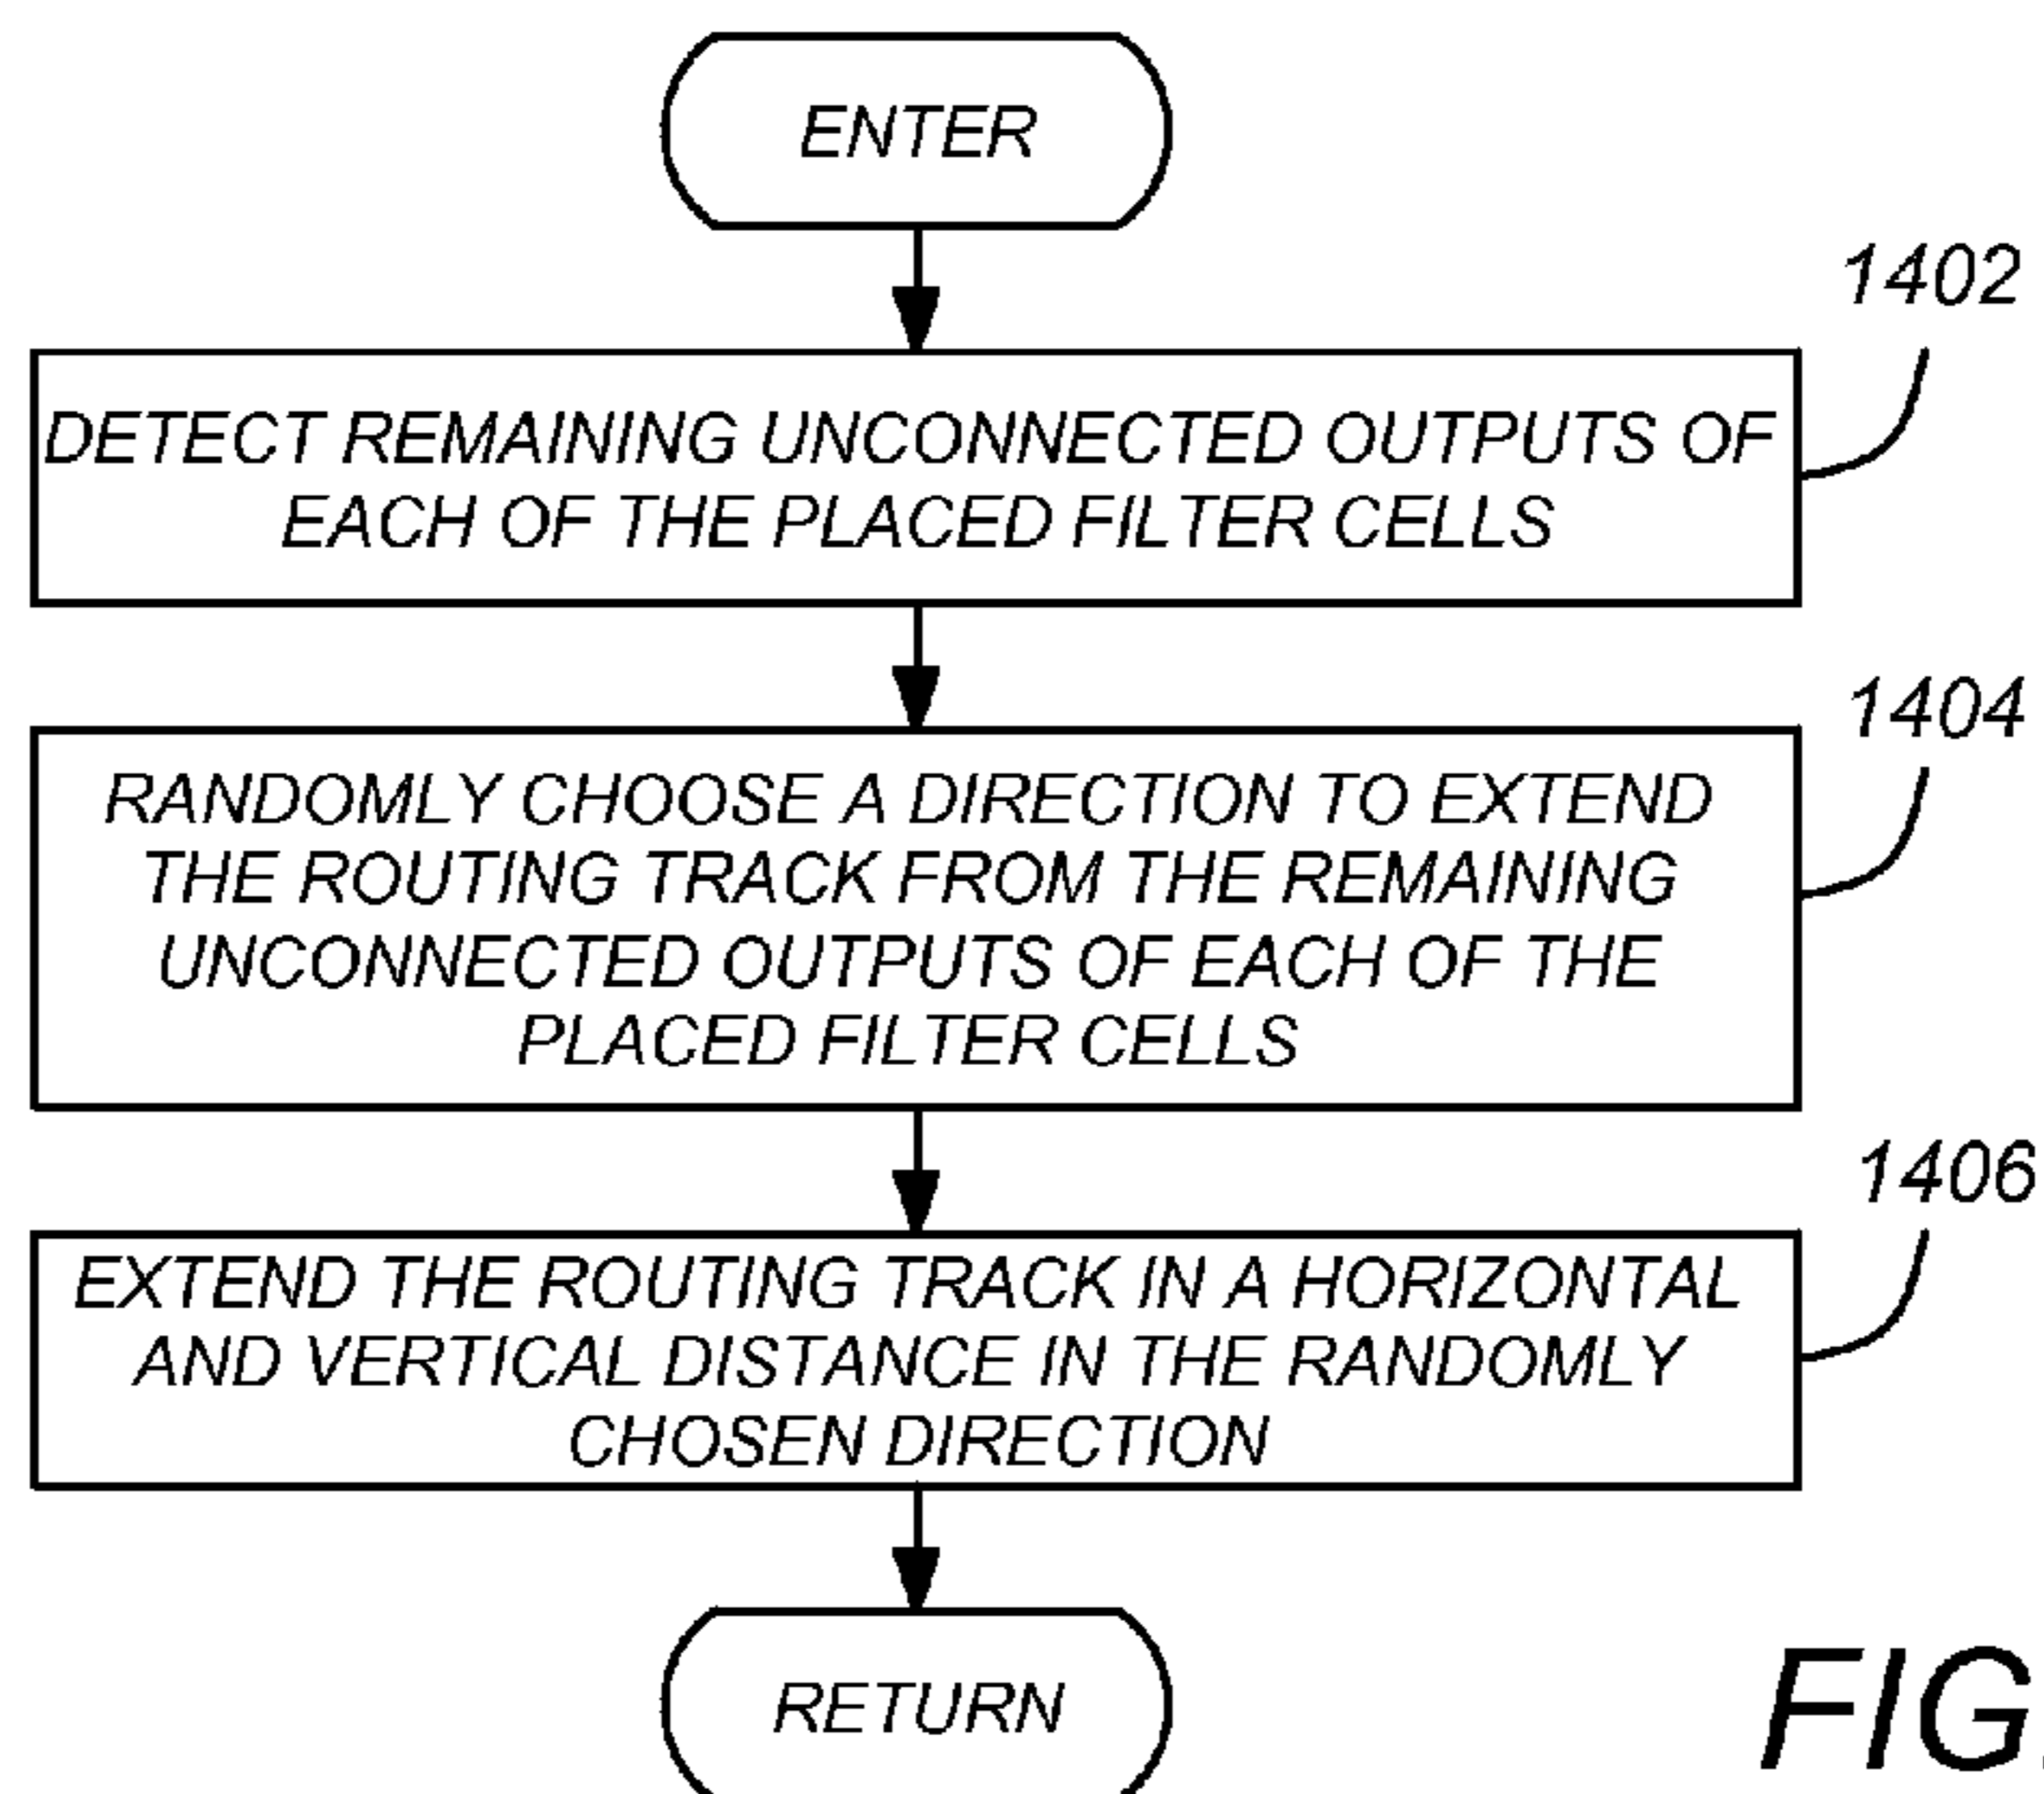 ENTER
1402
DETECT REMAINING UNCONNECTED OUTPUTS OF
EACH OF THE PLACED FILTER CELLS
1404
RANDOMLY CHOOSE A DIRECTION TO EXTEND
THE ROUTING TRACK FROM THE REMAINING
UNCONNECTED OUTPUTS OF EACH OF THE
PLACED FILTER CELLS
1406
EXTEND THE ROUTING TRACK IN A HORIZONTAL
AND VERTICAL DISTANCE IN THE RANDOMLY
CHOSEN DIRECTION
RETURN
FIG.